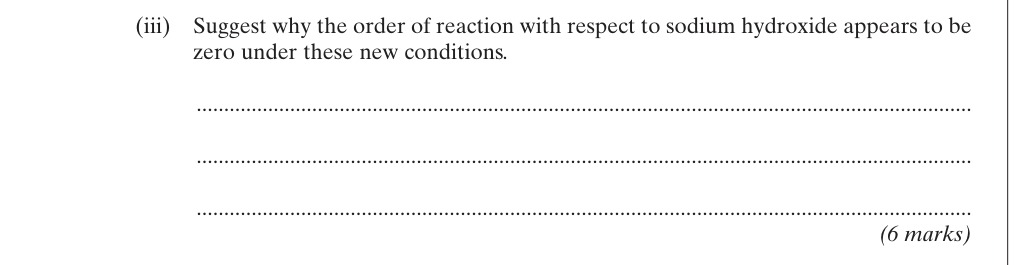 (iii) Suggest why the order of reaction with respect to sodium hydroxide appears to be
zero under these new conditions.
(6 marks)